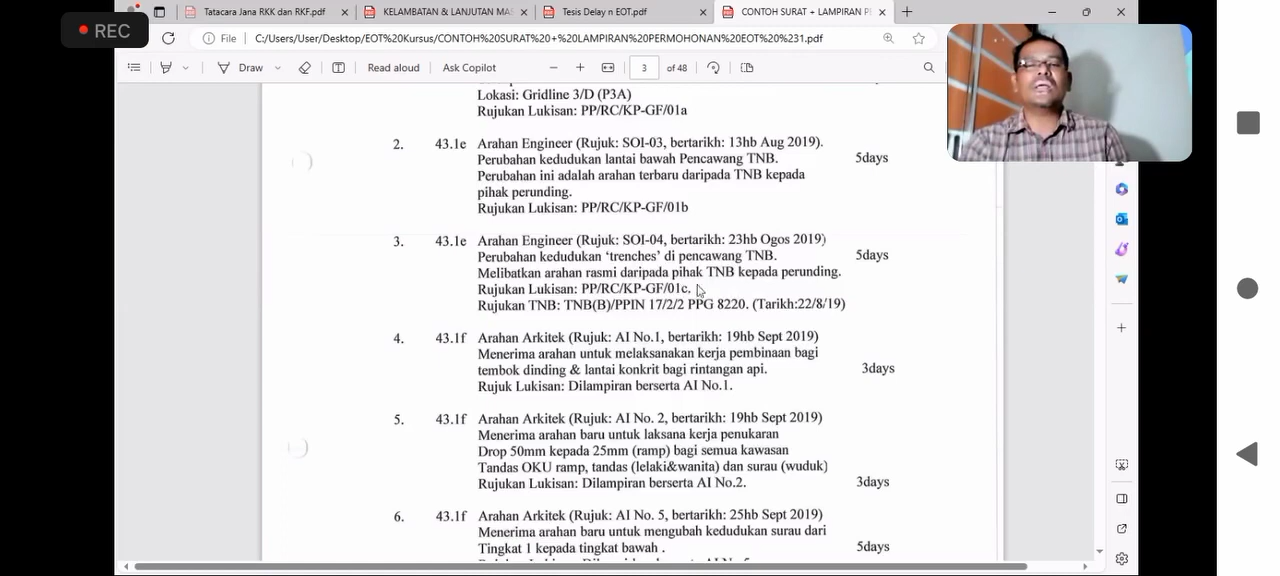 REC
Tatacara Jana RKK dan RKF.pdf
KELAMBATAN & LANJUTAN MAS
Tesis Delay n EOT.pdf
CONTOH SURAT + LAMPIRAN PE
File
C:/Users/User/Desktop/EOT%20Kursus/CONTOH%20SURAT%20+%20LAMPIRAN%20PERMOHONAN%20EOT%20%231.pdf
Draw
Read aloud
Ask Copilot
3 of 48
Lokasi: Gridline 3/D (P3A)
Rujukan Lukisan: PP/RC/KP-GF/01a
2. 43.1e Arahan Engineer (Rujuk: SOI-03, bertarikh: 13hb Aug 2019).
Perubahan kedudukan lantai bawah Pencawang TNB. 5days
Perubahan ini adalah arahan terbaru daripada TNB kepada
pihak perunding.
Rujukan Lukisan: PP/RC/KP-GF/01b
3. 43.1e Arahan Engineer (Rujuk: SOI-04, bertarikh: 23hb Ogos 2019)
Perubahan kedudukan ‘trenches’ di pencawang TNB. 5days
Melibatkan arahan rasmi daripada pihak TNB kepada perunding.
Rujukan Lukisan: PP/RC/KP-GF/01c.
Rujukan TNB: TNB(B)/PPIN 17/2/2 PPG 8220. (Tarikh:22/8/19)
4. 43.1f Arahan Arkitek (Rujuk: AI No.1, bertarikh: 19hb Sept 2019)
Menerima arahan untuk melaksanakan kerja pembinaan bagi
tembok dinding & lantai konkrit bagi rintangan api. 3days
Rujuk Lukisan: Dilampiran berserta AI No.1.
5. 43.1f Arahan Arkitek (Rujuk: AI No. 2, bertarikh: 19hb Sept 2019)
Menerima arahan baru untuk laksana kerja penukaran
Drop 50mm kepada 25mm (ramp) bagi semua kawasan
Tandas OKU ramp, tandas (lelaki&wanita) dan surau (wuduk)
Rujukan Lukisan: Dilampiran berserta AI No.2. 3days
6. 43.1f Arahan Arkitek (Rujuk: AI No. 5, bertarikh: 25hb Sept 2019)
Menerima arahan baru untuk mengubah kedudukan surau dari
Tingkat 1 kepada tingkat bawah . 5days